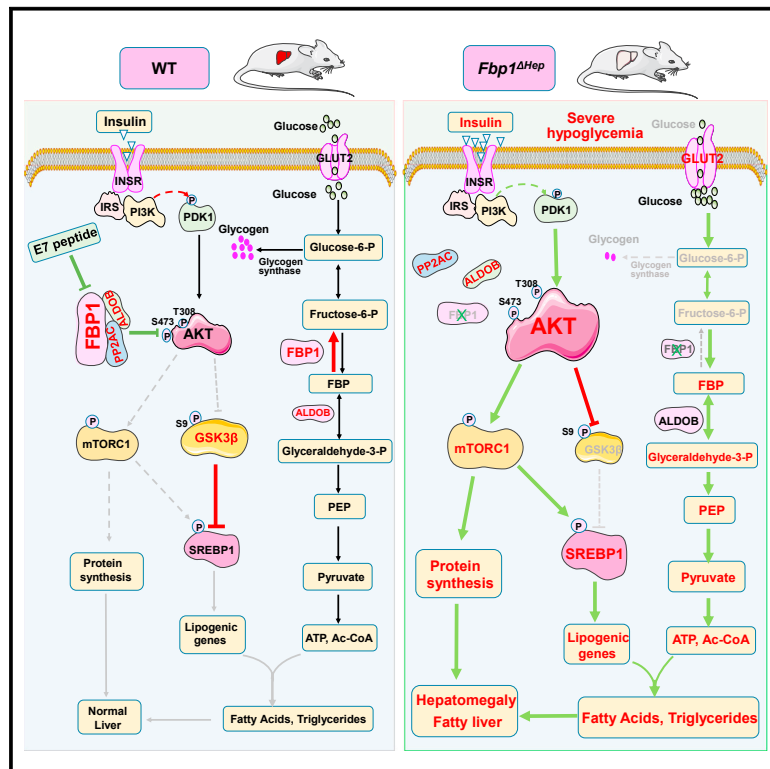 WT
Insulin
INSR
IRS
PI3K
P
PDK1
E7 peptide
FBP1
ALDOB
PP2AC
T308
S473
P
P
AKT
P
mTORC1
S9
P
GSK3β
P
SREBP1
Protein synthesis
Lipogenic
genes
Normal
Liver
Fatty Acids, Triglycerides
Glucose
GLUT2
Glucose
Glycogen
Glycogen
synthase
Glucose-6-P
Fructose-6-P
FBP1
FBP
ALDOB
Glyceraldehyde-3-P
PEP
Pyruvate
ATP, Ac-CoA
Fbp1ΔHep
Insulin
Severe
hypoglycemia
INSR
IRS
PI3K
P
PDK1
PP2AC
ALDOB
FBP1
T308
S473
P
P
AKT
P
mTORC1
S9
P
GSK3β
P
SREBP1
Protein
synthesis
Lipogenic
genes
Hepatomegaly
Fatty liver
Fatty Acids, Triglycerides
Glucose
GLUT2
Glucose
Glycogen
Glycogen
synthase
Glucose-6-P
Fructose-6-P
FBP1
FBP
ALDOB
Glyceraldehyde-3-P
PEP
Pyruvate
ATP, Ac-CoA